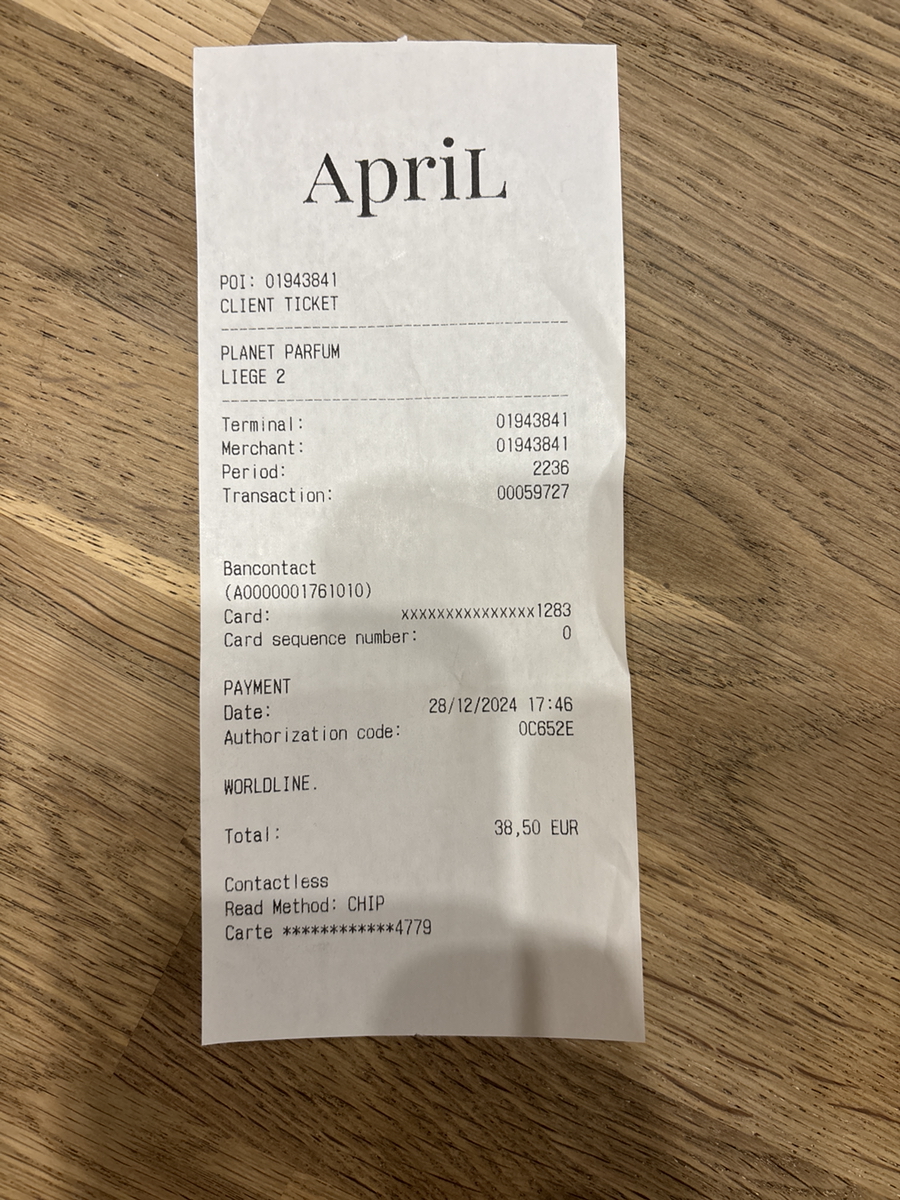 ApriL
POI: 01943841
CLIENT TICKET
PLANET PARFUM
LIEGE 2
Terminal: 01943841
Merchant: 01943841
Period: 2236
Transaction: 00059727
Bancontact
(A0000001761010)
Card: xxxxxxxxxxxxxxx1283
Card sequence number: 0
PAYMENT
Date: 28/12/2024 17:46
Authorization code: 0C652E
WORLDLINE.
Total: 38,50 EUR
Contactless
Read Method: CHIP
Carte ************4779